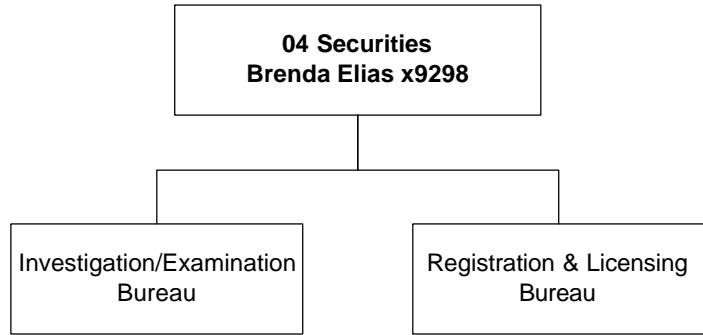 04 Securities
Brenda Elias x9298
Investigation/Examination
Bureau
Registration & Licensing
Bureau